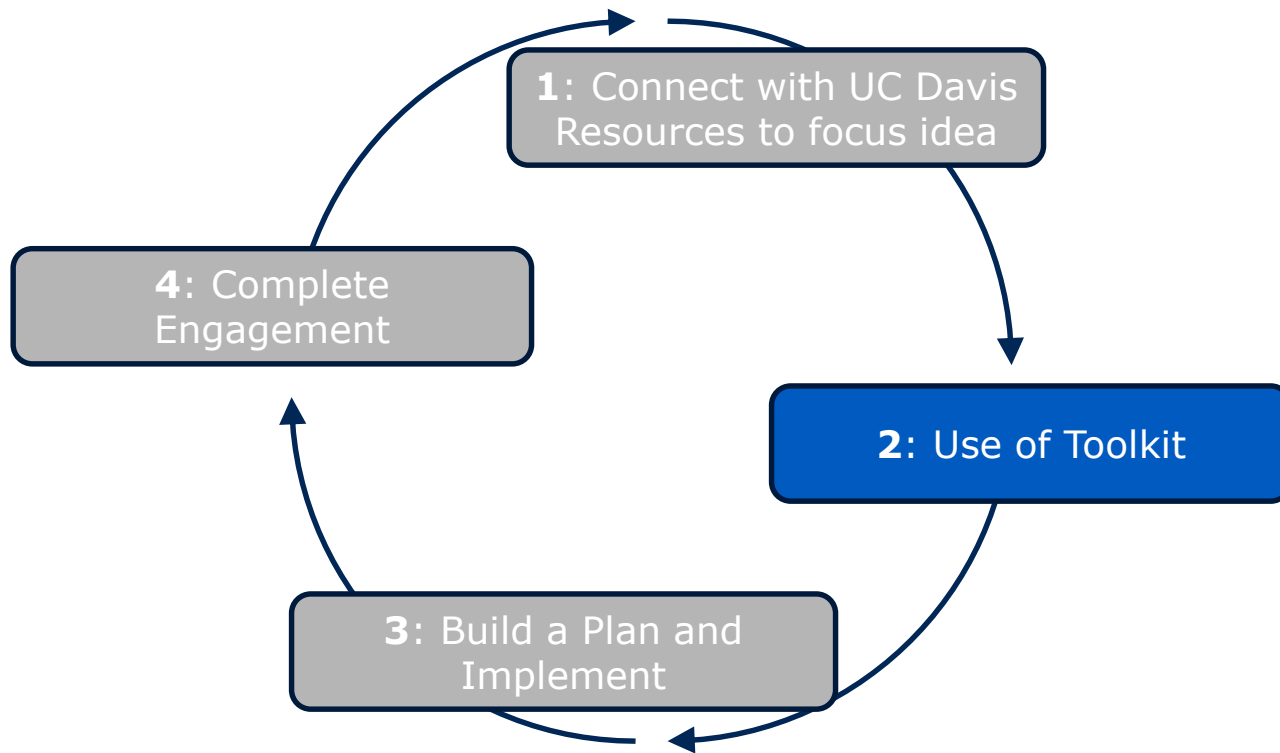 1: Connect with UC Davis
Resources to focus idea
2: Use of Toolkit
3: Build a Plan and
Implement
4: Complete
Engagement